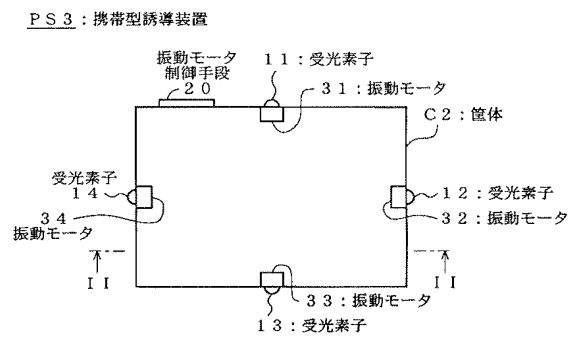 ＰＳ３：携帯型誘導装置
振動モータ
制御手段
２０
１１：受光素子
３１：振動モータ
Ｃ２：筐体
受光素子
１４
１２：受光素子
３４
振動モータ
３２：振動モータ
ＩＩ
ＩＩ
３３：振動モータ
１３：受光素子